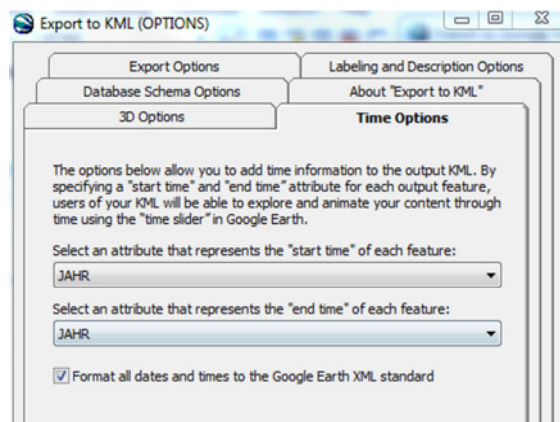 Export to KML (OPTIONS)
Export Options
Labeling and Description Options
Database Schema Options
About "Export to KML"
3D Options
Time Options
The options below allow you to add time information to the output KML. By
specifying a "start time" and "end time" attribute for each output feature,
users of your KML will be able to explore and animate your content through
time using the "time slider" in Google Earth.
Select an attribute that represents the "start time" of each feature:
JAHR
Select an attribute that represents the "end time" of each feature:
JAHR
Format all dates and times to the Google Earth XML standard